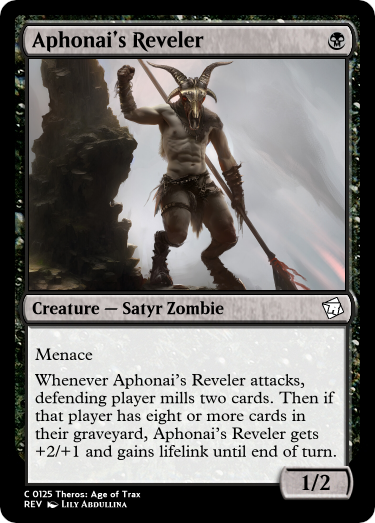 Aphonai's Reveler
Creature — Satyr Zombie
Menace
Whenever Aphonai's Reveler attacks,
defending player mills two cards. Then if
that player has eight or more cards in
their graveyard, Aphonai's Reveler gets
+2/+1 and gains lifelink until end of turn.
1/2
C 0125 Theros: Age of Trax
REV Lily Abdullina